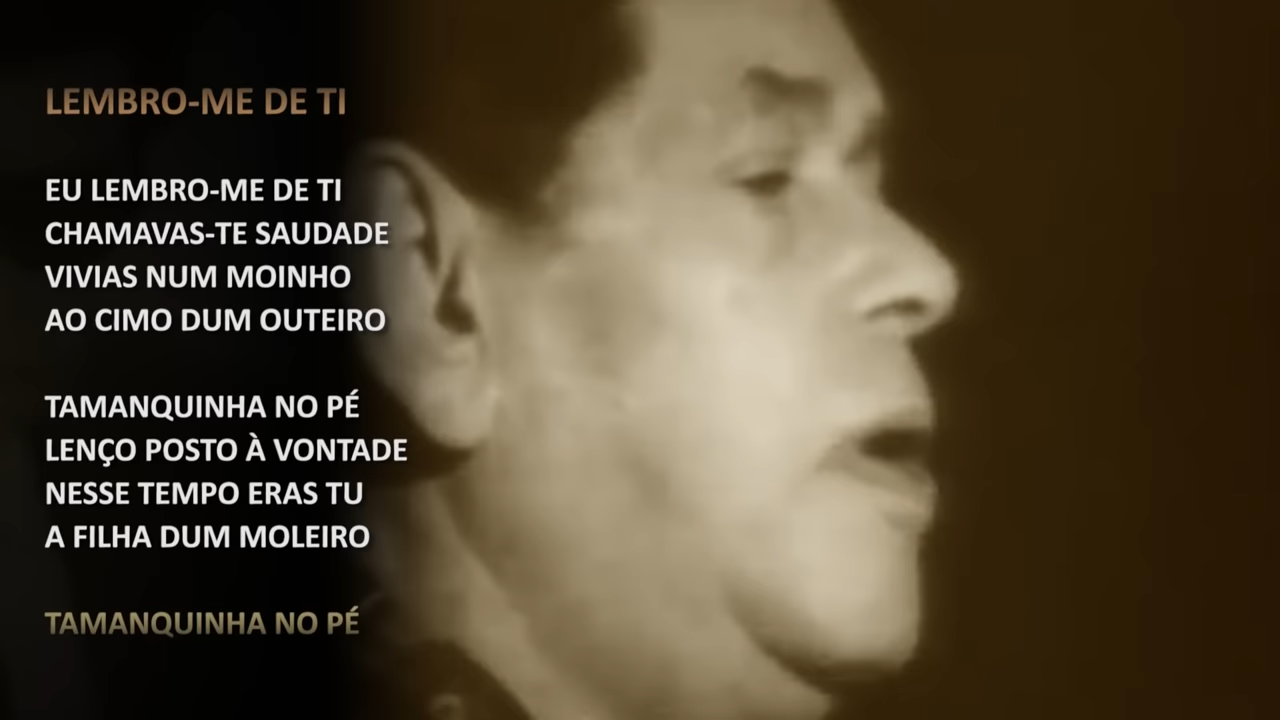 LEMBRO-ME DE TI
EU LEMBRO-ME DE TI
CHAMAVAS-TE SAUDADE
VIVIAS NUM MOINHO
AO CIMO DUM OUTEIRO
TAMANQUINHA NO PÉ
LENÇO POSTO À VONTADE
NESSE TEMPO ERAS TU
A FILHA DUM MOLEIRO
TAMANQUINHA NO PÉ